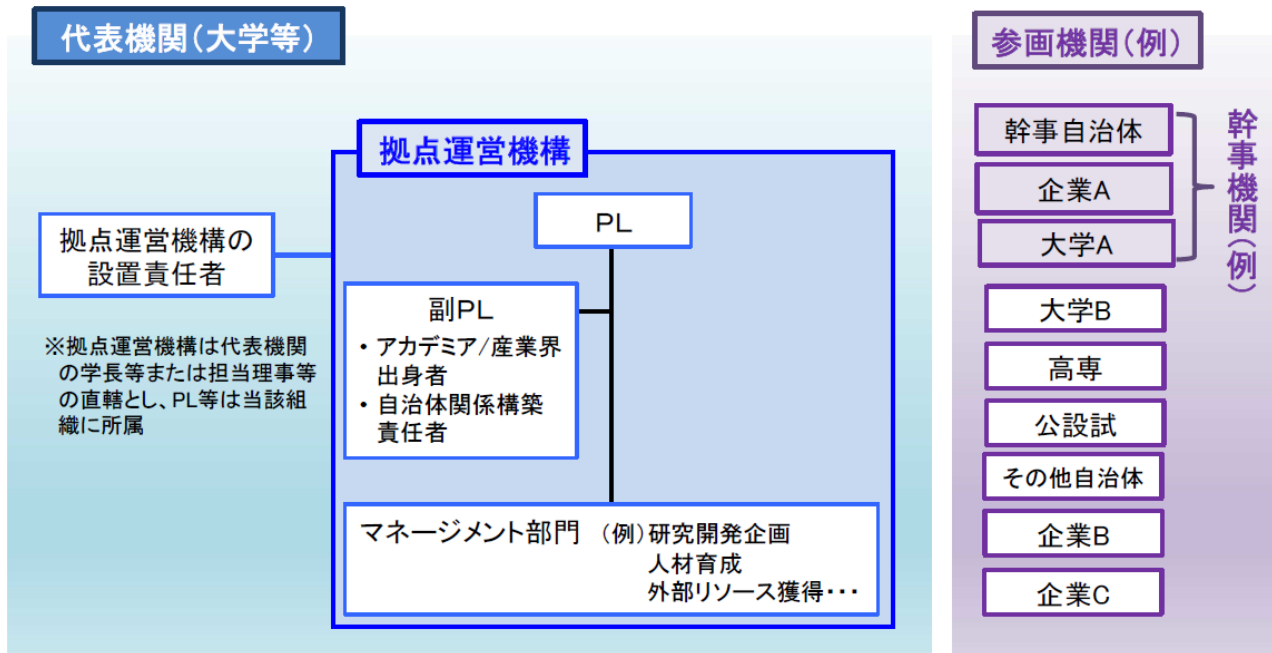 代表機関(大学等)
拠点運営機構
拠点運営機構の
設置責任者
※拠点運営機構は代表機関
の学長等または担当理事等
の直轄とし、PL等は当該組
織に所属
PL
副PL
・アカデミア/産業界
出身者
・自治体関係構築
責任者
マネージメント部門 (例)研究開発企画
人材育成
外部リソース獲得・・・
参画機関(例)
幹事自治体
企業A
大学A
幹事機関(例)
大学B
高専
公設試
その他自治体
企業B
企業C